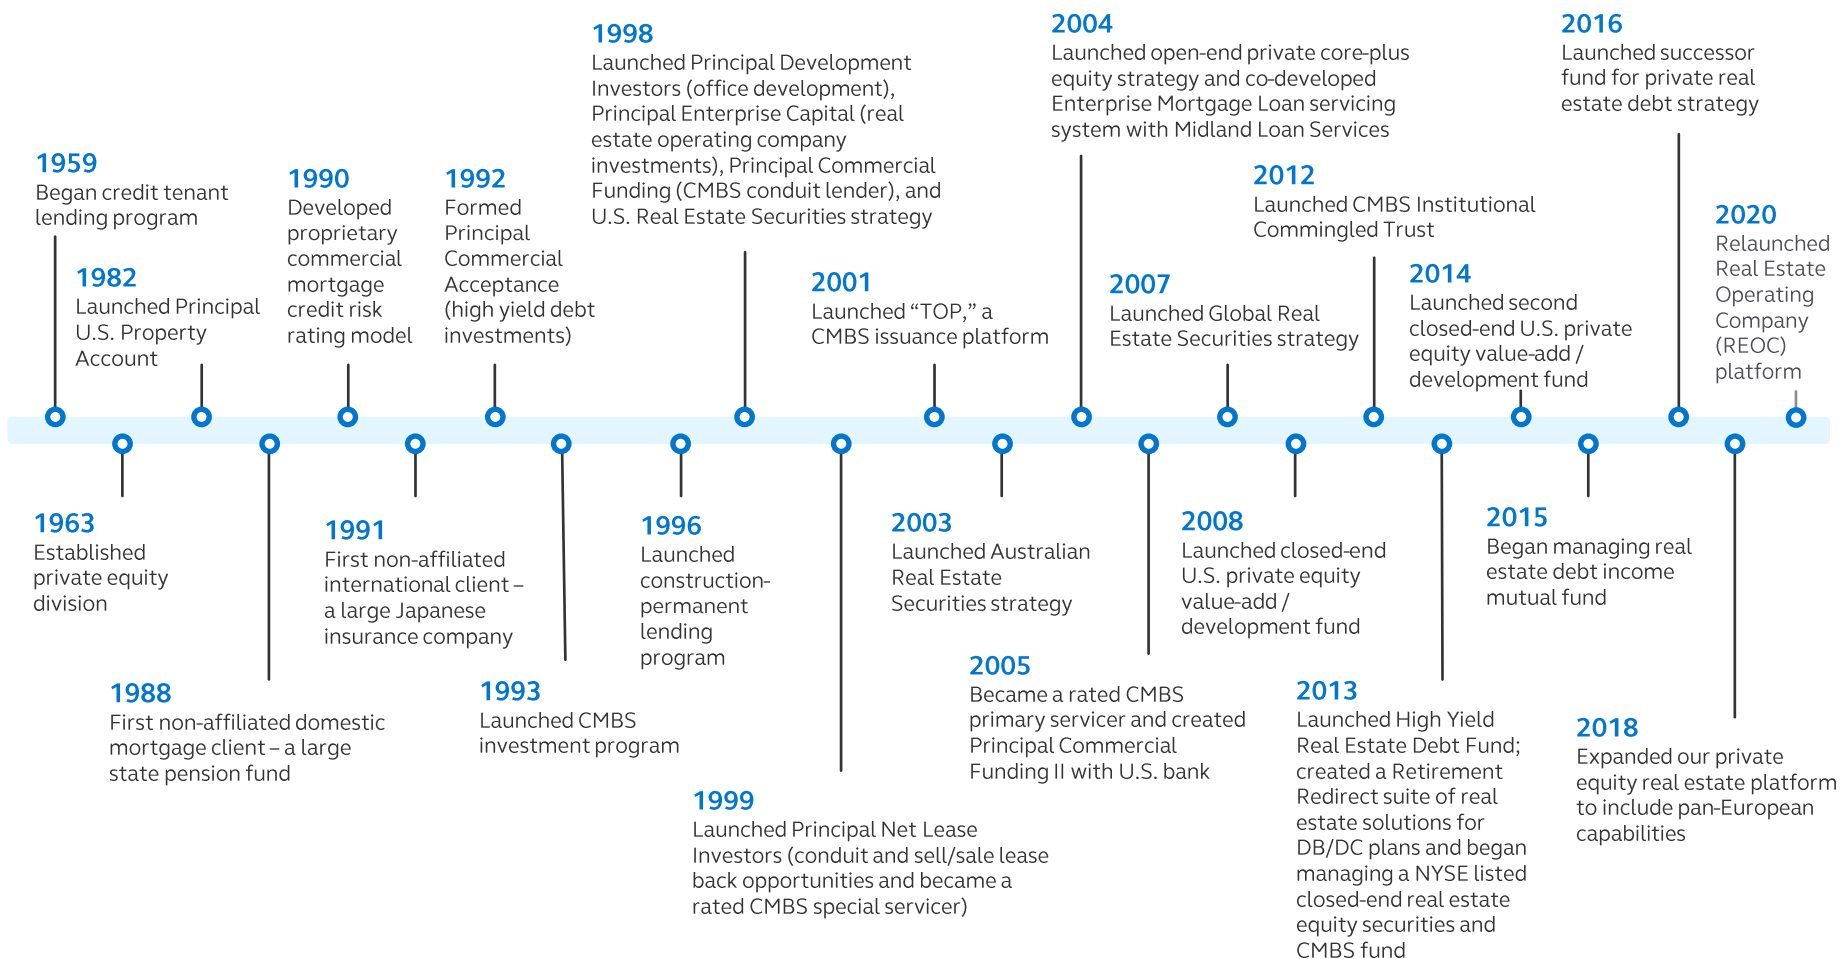 1959
Began credit tenant
lending program
1963
Established
private equity
division
1982
Launched Principal
U.S. Property
Account
1988
First non-affiliated domestic
mortgage client – a large
state pension fund
1990
Developed
proprietary
commercial
mortgage
credit risk
rating model
1991
First non-affiliated
international client –
a large Japanese
insurance company
1992
Formed
Principal
Commercial
Acceptance
(high yield debt
investments)
1993
Launched CMBS
investment program
1996
Launched
construction-
permanent
lending
program
1998
Launched Principal Development
Investors (office development),
Principal Enterprise Capital (real
estate operating company
investments), Principal Commercial
Funding (CMBS conduit lender), and
U.S. Real Estate Securities strategy
1999
Launched Principal Net Lease
Investors (conduit and sell/sale lease
back opportunities and became a
rated CMBS special servicer)
2001
Launched “TOP,” a
CMBS issuance platform
2003
Launched Australian
Real Estate
Securities strategy
2004
Launched open-end private core-plus
equity strategy and co-developed
Enterprise Mortgage Loan servicing
system with Midland Loan Services
2005
Became a rated CMBS
primary servicer and created
Principal Commercial
Funding II with U.S. bank
2007
Launched Global Real
Estate Securities strategy
2008
Launched closed-end
U.S. private equity
value-add /
development fund
2012
Launched CMBS Institutional
Commingled Trust
2013
Launched High Yield
Real Estate Debt Fund;
created a Retirement
Redirect suite of real
estate solutions for
DB/DC plans and began
managing a NYSE listed
closed-end real estate
equity securities and
CMBS fund
2014
Launched second
closed-end U.S. private
equity value-add /
development fund
2015
Began managing real
estate debt income
mutual fund
2016
Launched successor
fund for private real
estate debt strategy
2018
Expanded our private
equity real estate platform
to include pan-European
capabilities
2020
Relaunched
Real Estate
Operating
Company
(REOC)
platform